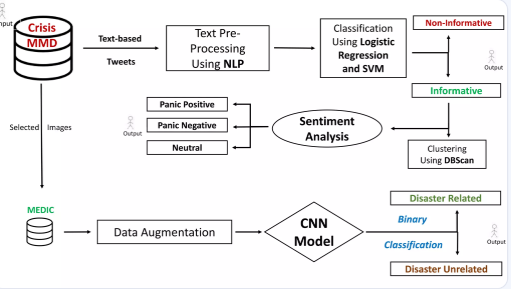 Input
Crisis
MMD
Text-based
Tweets
Text Pre-
Processing
Using NLP
Classification
Using Logistic
Regression
and SVM
Non-Informative
Output
Informative
Clustering
Using DBScan
Sentiment
Analysis
Panic Positive
Panic Negative
Neutral
Output
Selected Images
MEDIC
Data Augmentation
CNN
Model
Binary
Classification
Disaster Related
Output
Disaster Unrelated